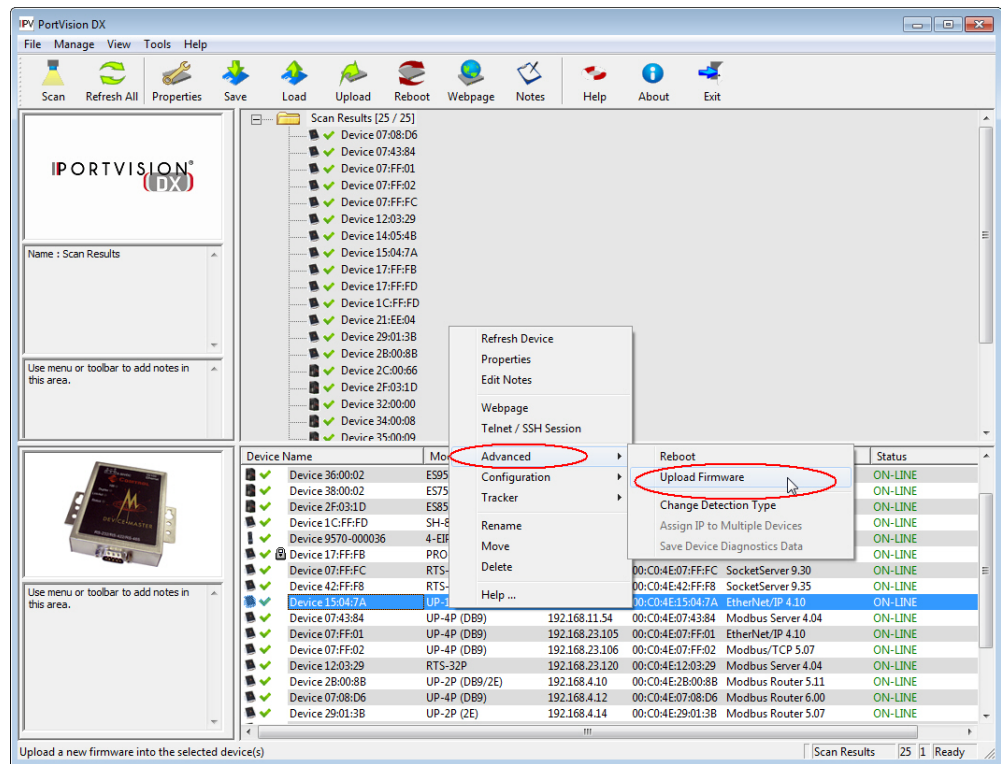 PortVision DX
File Manage View Tools Help
Scan Refresh All Properties Save Load Upload Reboot Webpage Notes Help About Exit
PORTVISION®
DX
Name : Scan Results
Use menu or toolbar to add notes in
this area.
Scan Results [25 / 25]
Device 07:08:D6
Device 07:43:84
Device 07:FF:01
Device 07:FF:02
Device 07:FF:FC
Device 12:03:29
Device 14:05:4B
Device 15:04:7A
Device 17:FF:FB
Device 17:FF:FD
Device 1C:FF:FD
Device 21:EE:04
Device 29:01:3B
Device 2B:00:8B
Device 2C:00:66
Device 2F:03:1D
Device 32:00:00
Device 34:00:08
Device 35:00:09
Refresh Device
Properties
Edit Notes
Webpage
Telnet / SSH Session
Advanced
Configuration
Tracker
Rename
Move
Delete
Help ...
Reboot
Upload Firmware
Change Detection Type
Assign IP to Multiple Devices
Save Device Diagnostics Data
DEVICE-MASTER
Use menu or toolbar to add notes in
this area.
Device Name Mo Status
Device 36:00:02 ES95 ON-LINE
Device 38:00:02 ES75 ON-LINE
Device 2F:03:1D ES85 ON-LINE
Device 1C:FF:FD SH-8 ON-LINE
Device 9570-000036 4-EIP ON-LINE
Device 17:FF:FB PRO ON-LINE
Device 07:FF:FC RTS- 00:C0:4E:07:FF:FC SocketServer 9.30 ON-LINE
Device 42:FF:F8 RTS- 00:C0:4E:42:FF:F8 SocketServer 9.35 ON-LINE
Device 15:04:7A UP-1 00:C0:4E:15:04:7A EtherNet/IP 4.10 ON-LINE
Device 07:43:84 UP-4P (DB9) 192.168.11.54 00:C0:4E:07:43:84 Modbus Server 4.04 ON-LINE
Device 07:FF:01 UP-4P (DB9) 192.168.23.105 00:C0:4E:07:FF:01 EtherNet/IP 4.10 ON-LINE
Device 07:FF:02 UP-4P (DB9) 192.168.23.106 00:C0:4E:07:FF:02 Modbus/TCP 5.07 ON-LINE
Device 12:03:29 RTS-32P 192.168.23.120 00:C0:4E:12:03:29 Modbus Server 4.04 ON-LINE
Device 2B:00:8B UP-2P (DB9/2E) 192.168.4.10 00:C0:4E:2B:00:8B Modbus Router 5.11 ON-LINE
Device 07:08:D6 UP-4P (DB9) 192.168.4.12 00:C0:4E:07:08:D6 Modbus Router 6.00 ON-LINE
Device 29:01:3B UP-2P (2E) 192.168.4.14 00:C0:4E:29:01:3B Modbus Router 5.07 ON-LINE
Upload a new firmware into the selected device(s) Scan Results 25 1 Ready